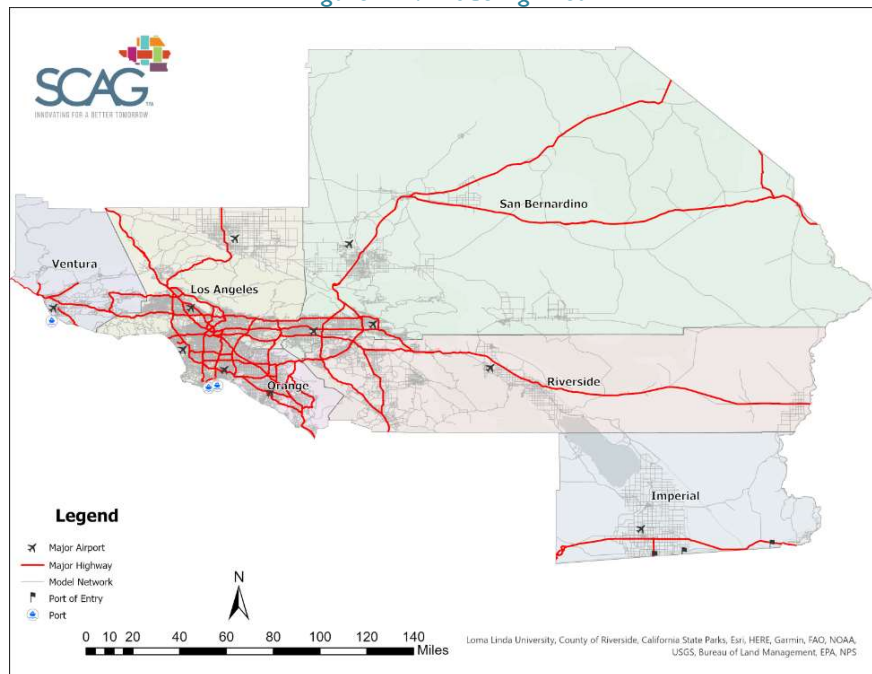 SCAG
INNOVATING FOR A BETTER TOMORROW
San Bernardino
Ventura
Los Angeles
Orange
Riverside
Imperial
Legend
Major Airport
Major Highway
Model Network
Port of Entry
Port
N
0 10 20 40 60 80 100 120 140
Miles
Loma Linda University, County of Riverside, California State Parks, Esri, HERE, Garmin, FAO, NOAA,
USGS, Bureau of Land Management, EPA, NPS